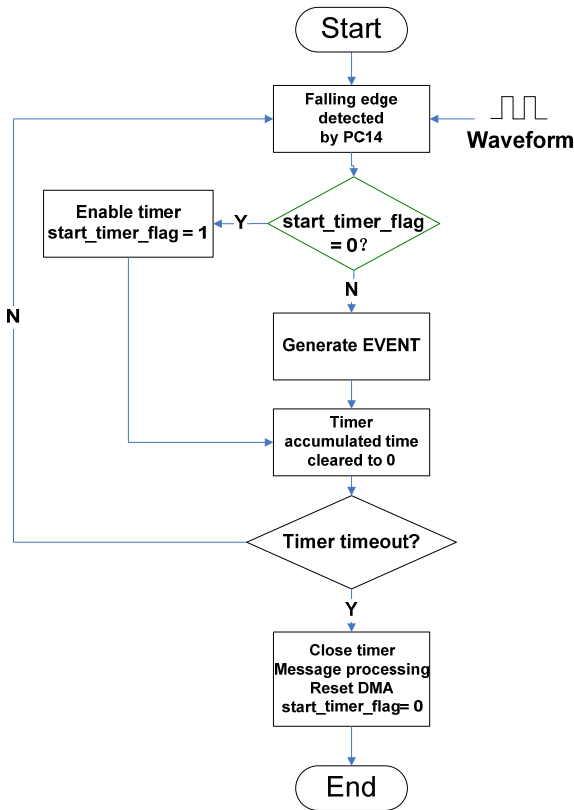 Start
Falling edge
detected
by PC14
Waveform
Enable timer
start_timer_flag = 1
Y
start_timer_flag
= 0?
N
N
Generate EVENT
Timer
accumulated time
cleared to 0
Timer timeout?
Y
Close timer
Message processing
Reset DMA
start_timer_flag= 0
End